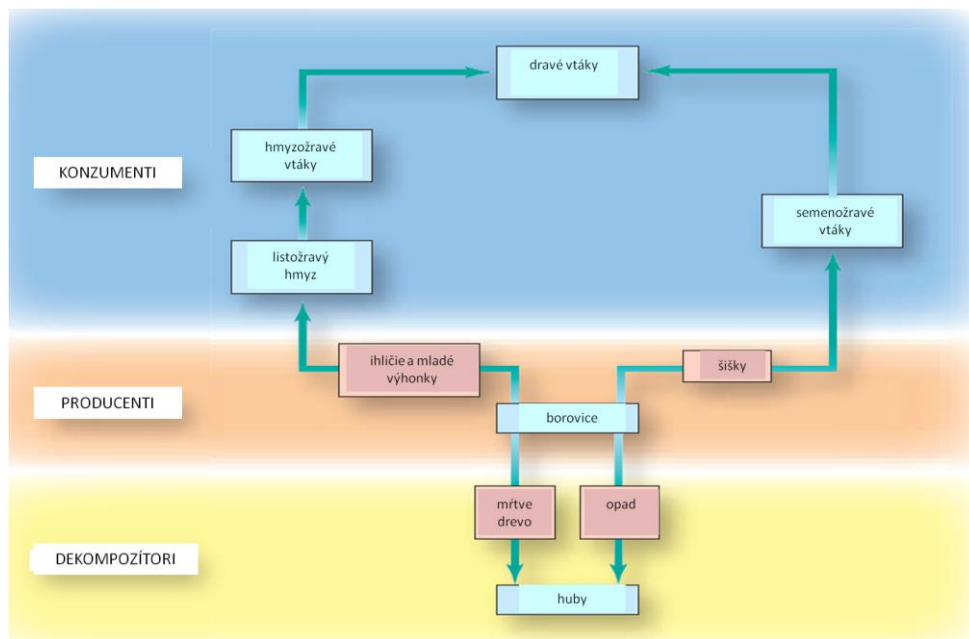 dravé vtáky
hmyzožravé
vtáky
KONZUMENTI
semenožravé
vtáky
listožravý
hmyz
ihličie a mladé
výhonky
šišky
PRODUCENTI
borovice
mŕtve
drevo
opad
DEKOMPOZÍTORI
huby